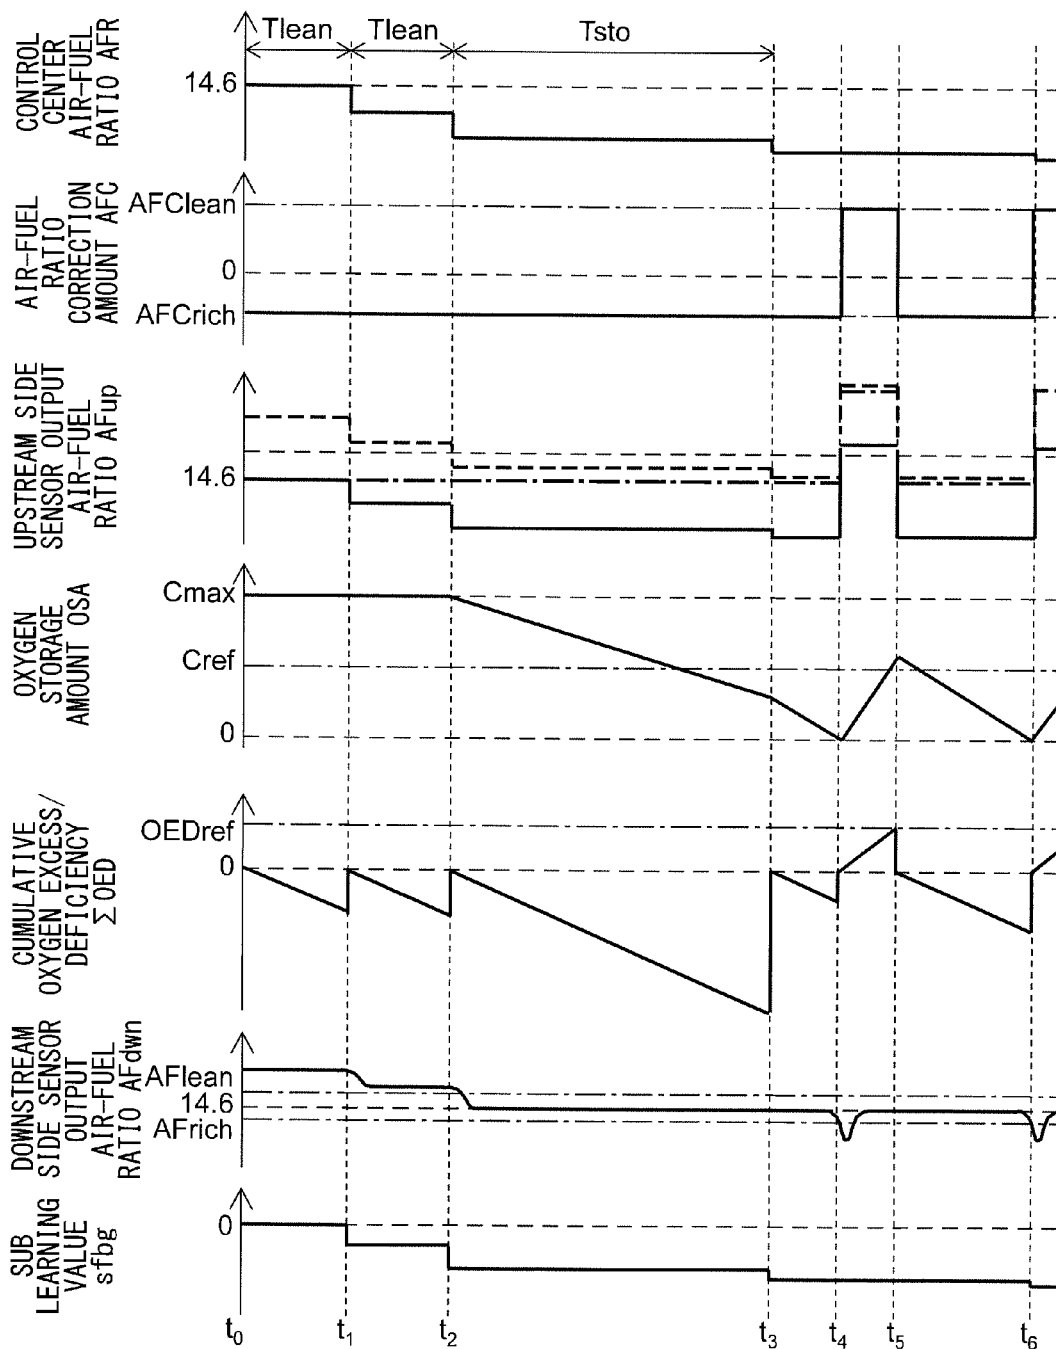 Tlean
Tlean
Tsto
CONTROL
CENTER
AIR-FUEL
RATIO AFR
14.6
AIR-FUEL
RATIO
CORRECTION
AMOUNT AFC
AFClean
0
AFCrich
UPSTREAM SIDE
SENSOR OUTPUT
AIR-FUEL
RATIO AFup
14.6
OXYGEN
STORAGE
AMOUNT OSA
Cmax
Cref
0
CUMULATIVE
OXYGEN EXCESS/
DEFICIENCY
ΣOED
OEDref
0
DOWNSTREAM
SIDE SENSOR
OUTPUT
AIR-FUEL
RATIO AFdwn
AFlean
14.6
AFrich
SUB
LEARNING
VALUE
sfbg
0
t0
t1
t2
t3
t4
t5
t6